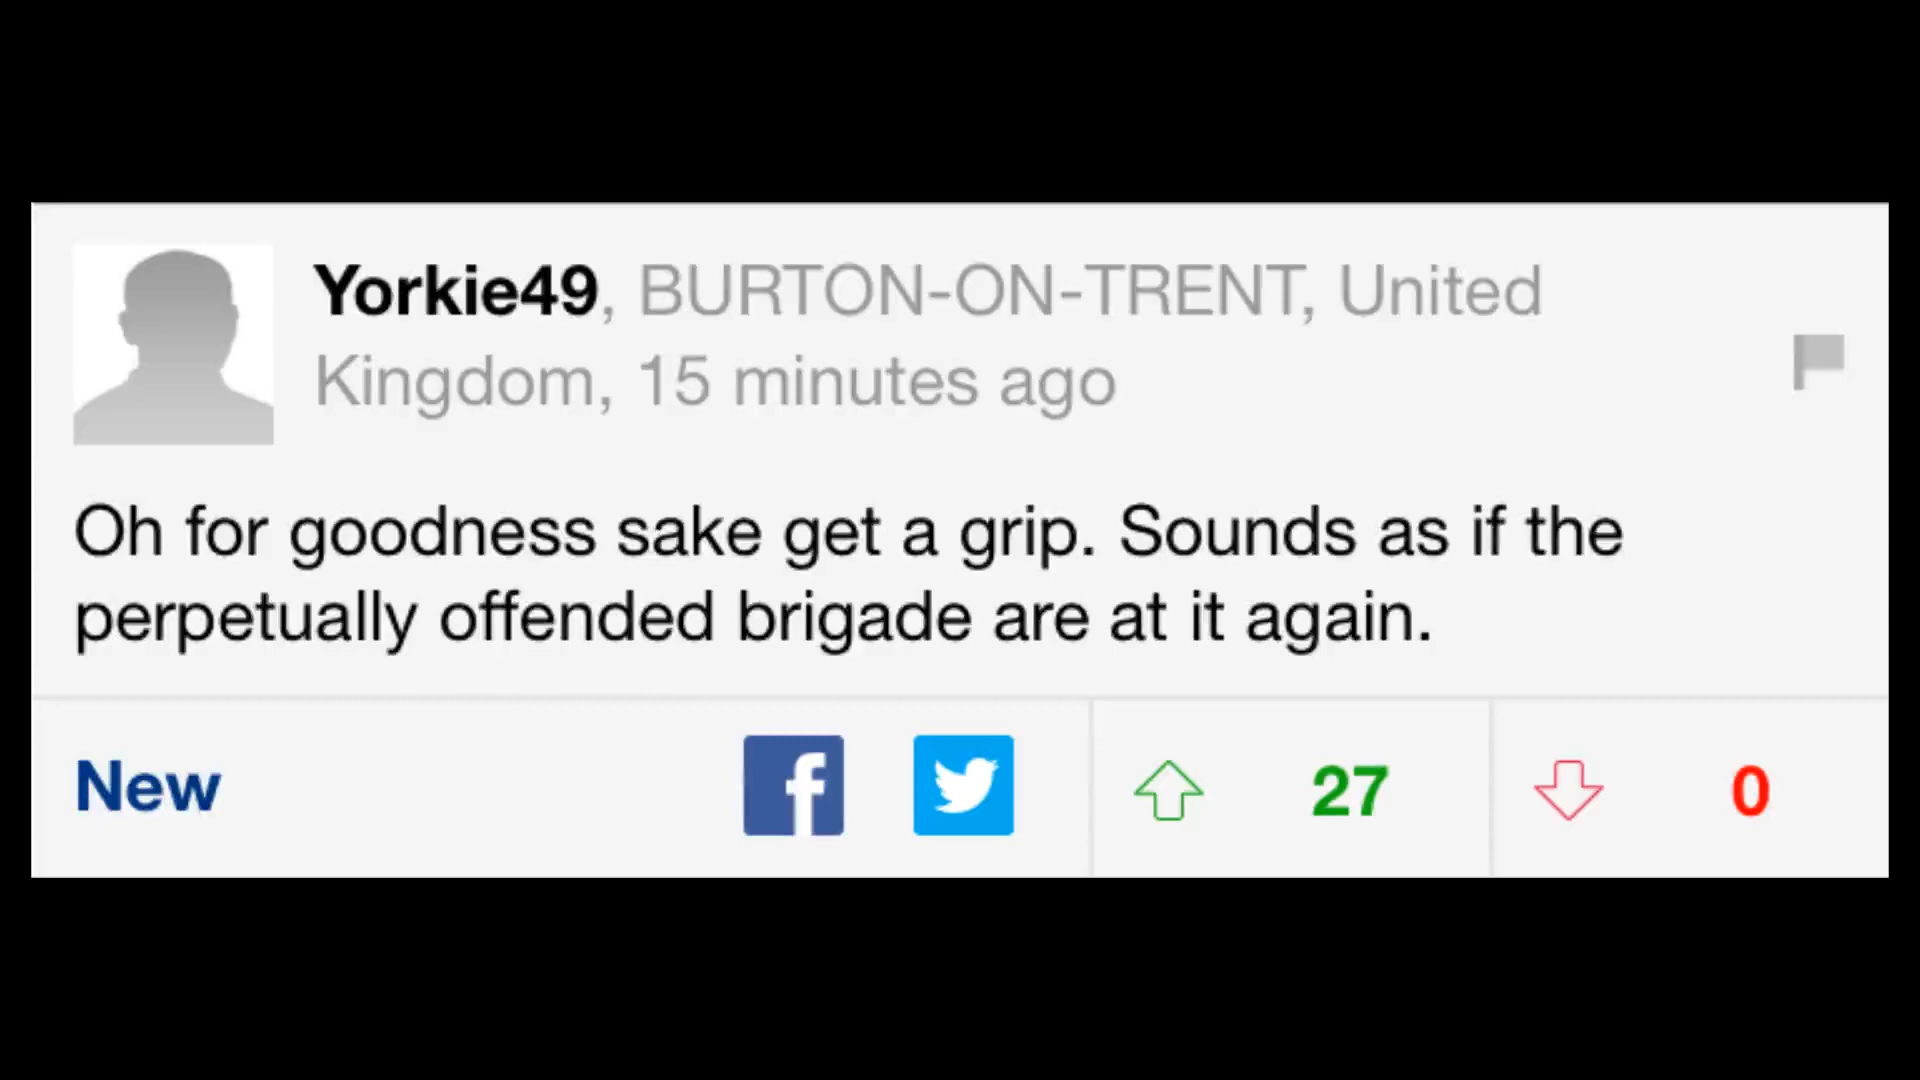 Yorkie49, BURTON-ON-TRENT, United
Kingdom, 15 minutes ago
Oh for goodness sake get a grip. Sounds as if the
perpetually offended brigade are at it again.
New 27 0